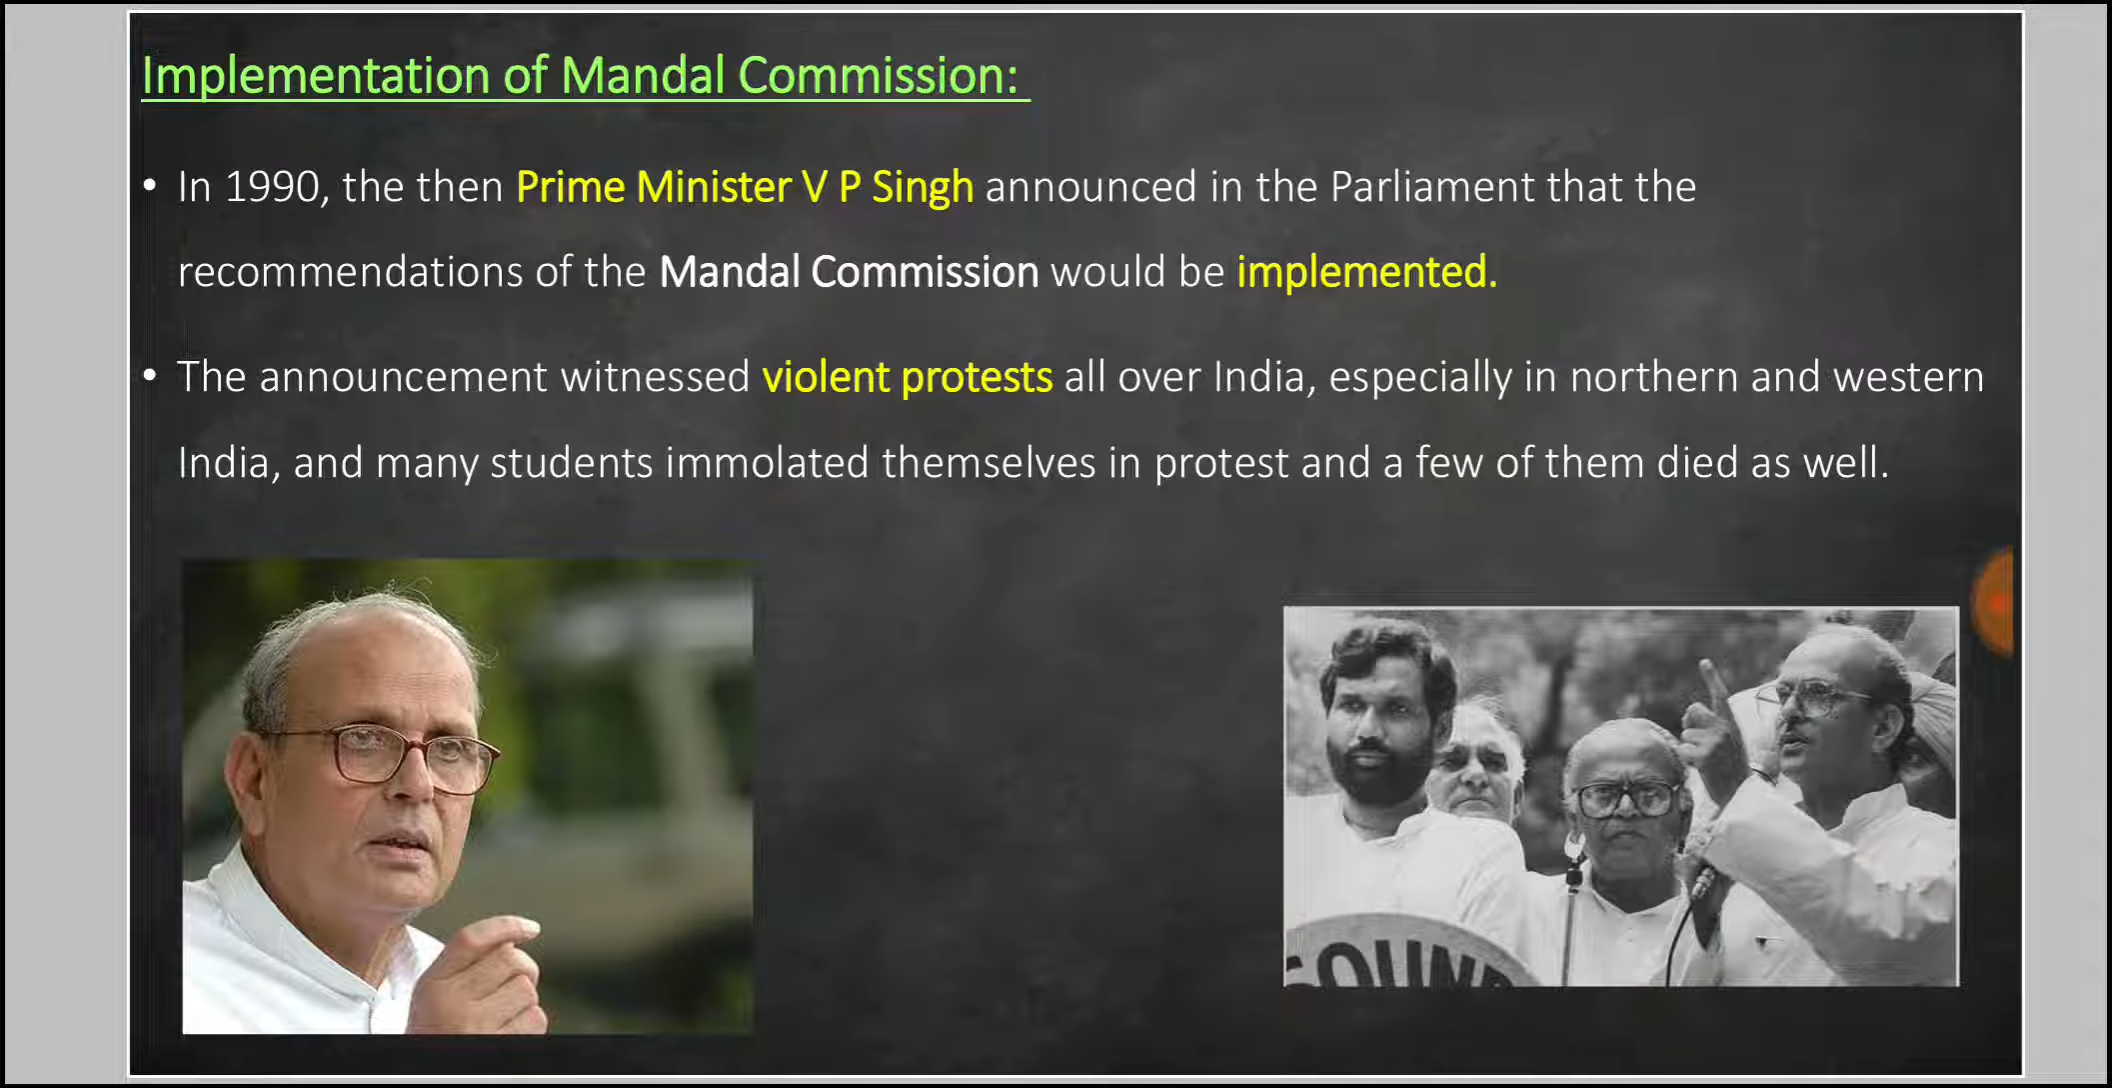 Implementation of Mandal Commission:
• In 1990, the then Prime Minister V P Singh announced in the Parliament that the
recommendations of the Mandal Commission would be implemented.
• The announcement witnessed violent protests all over India, especially in northern and western
India, and many students immolated themselves in protest and a few of them died as well.